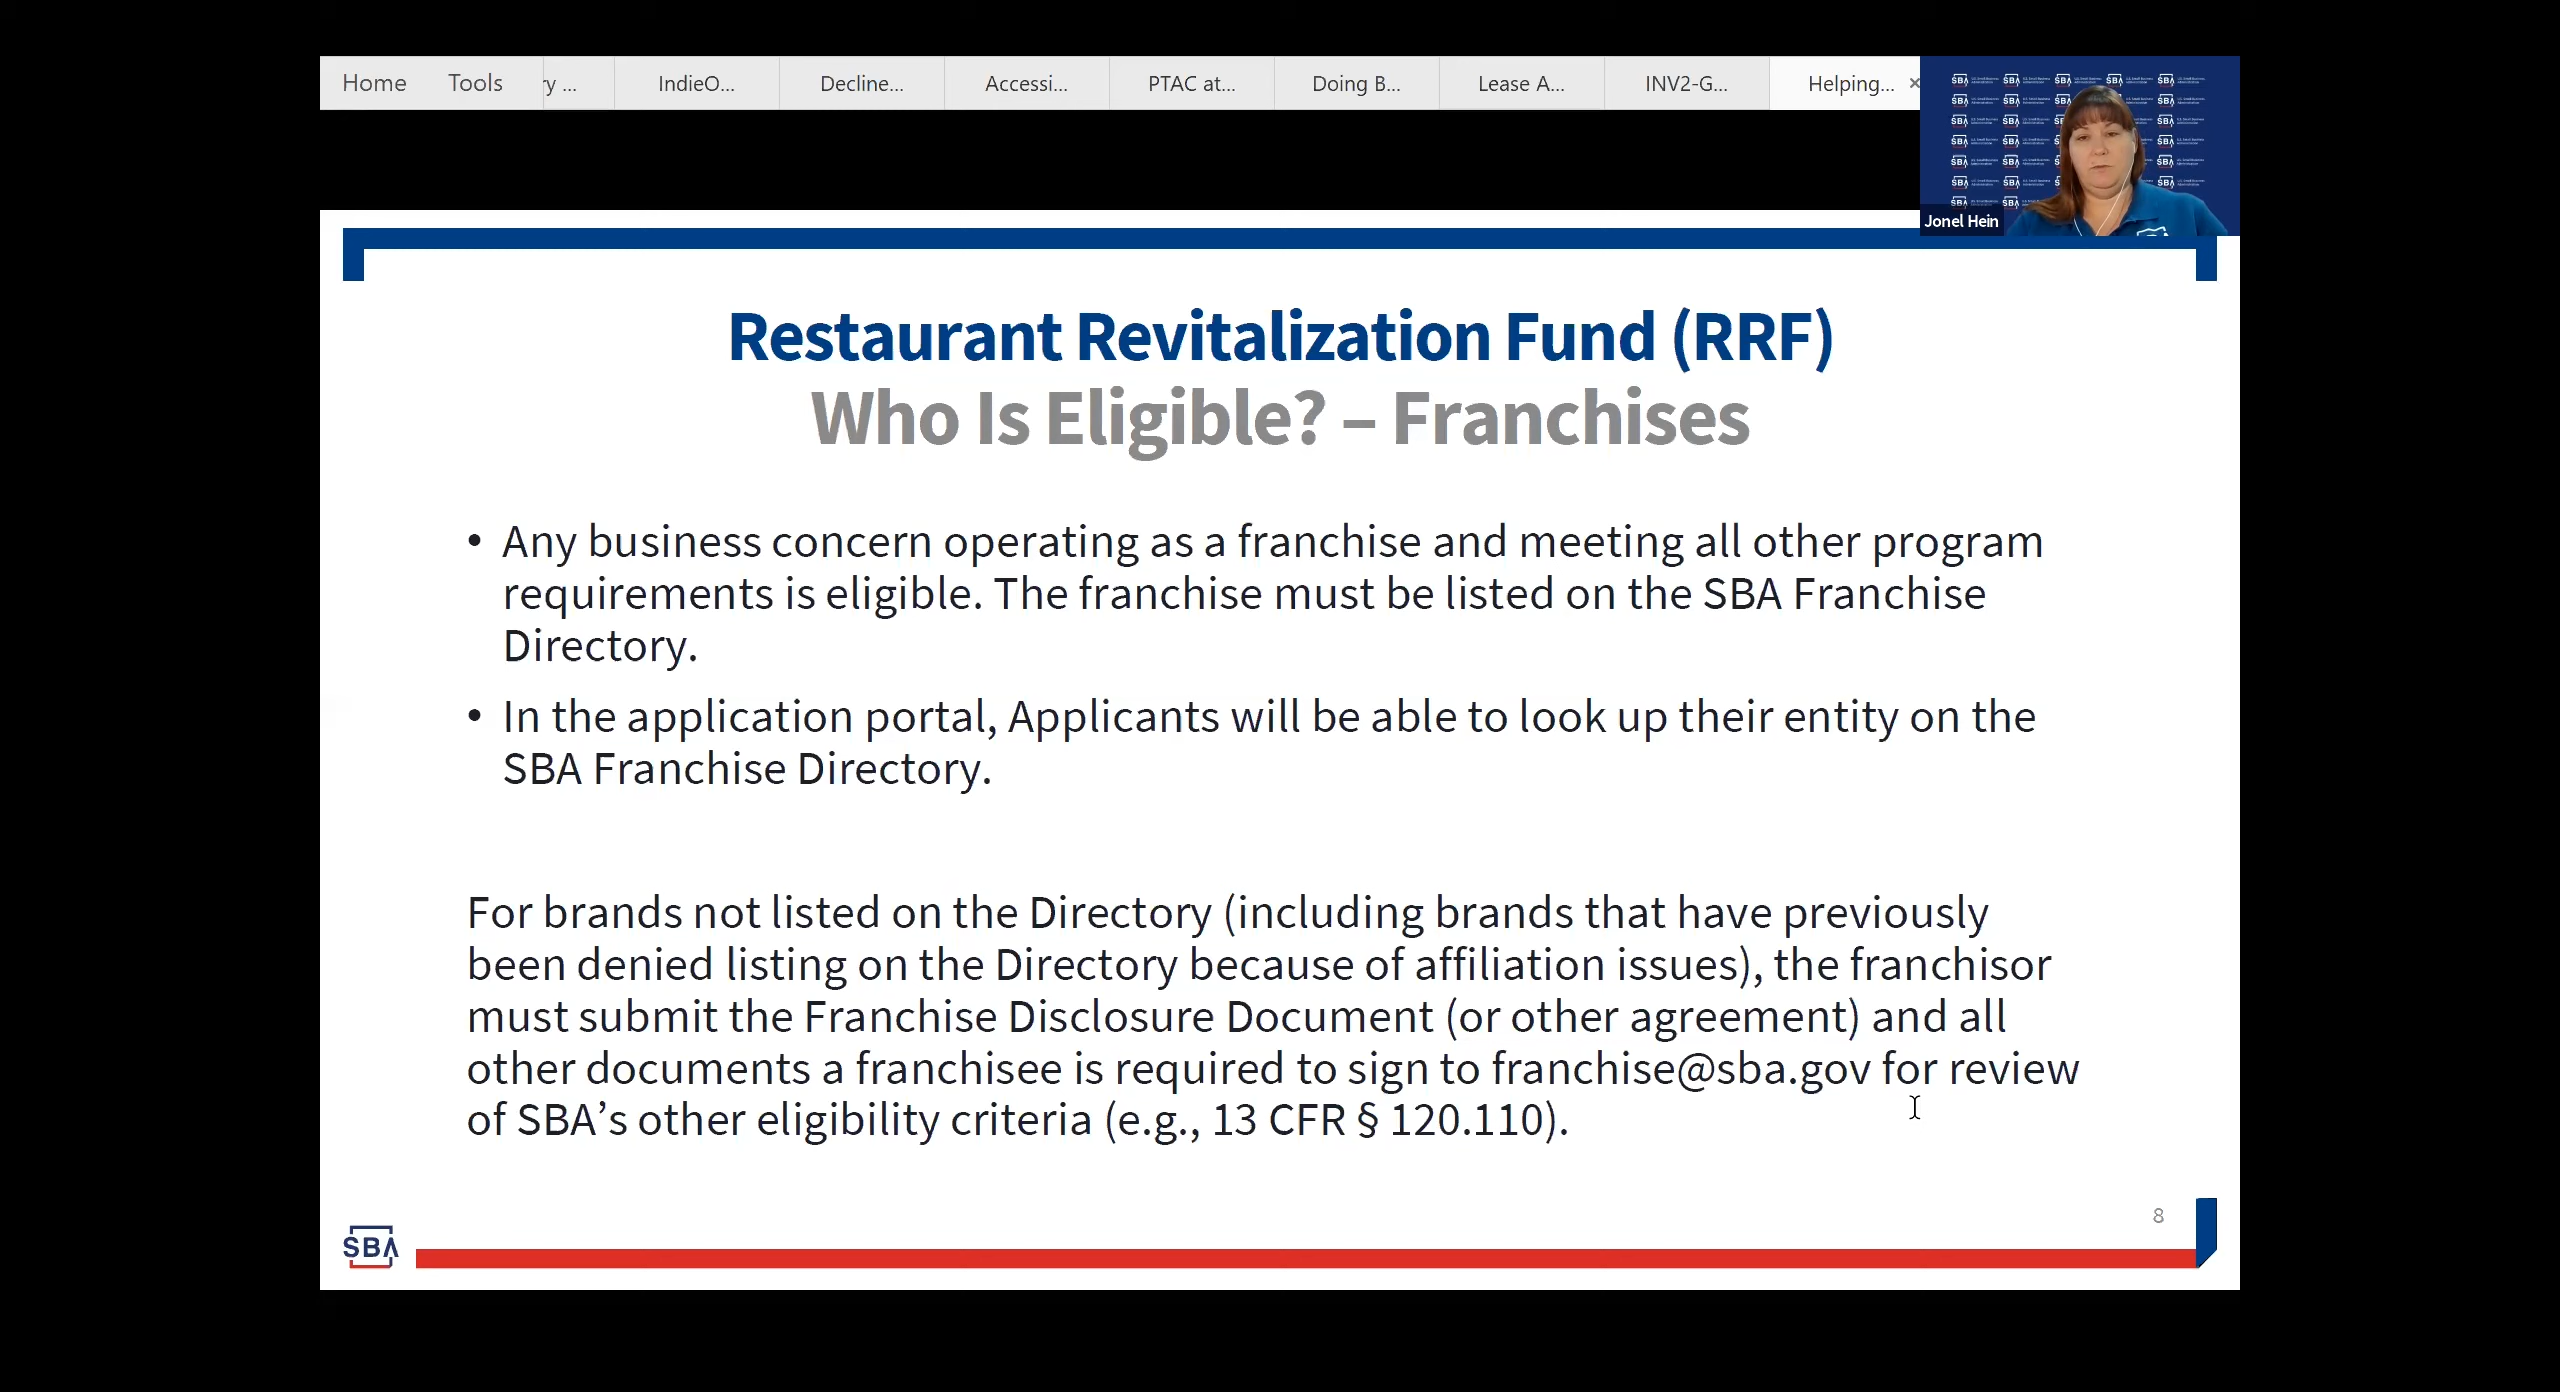 Home Tools ry ... IndieO... Decline... Accessi... PTAC at... Doing B... Lease A... INV2-G... Helping... ×
Jonel Hein
Restaurant Revitalization Fund (RRF)
Who Is Eligible? – Franchises
• Any business concern operating as a franchise and meeting all other program
requirements is eligible. The franchise must be listed on the SBA Franchise
Directory.
• In the application portal, Applicants will be able to look up their entity on the
SBA Franchise Directory.
For brands not listed on the Directory (including brands that have previously
been denied listing on the Directory because of affiliation issues), the franchisor
must submit the Franchise Disclosure Document (or other agreement) and all
other documents a franchisee is required to sign to franchise@sba.gov for review
of SBA’s other eligibility criteria (e.g., 13 CFR § 120.110).
8
SBA